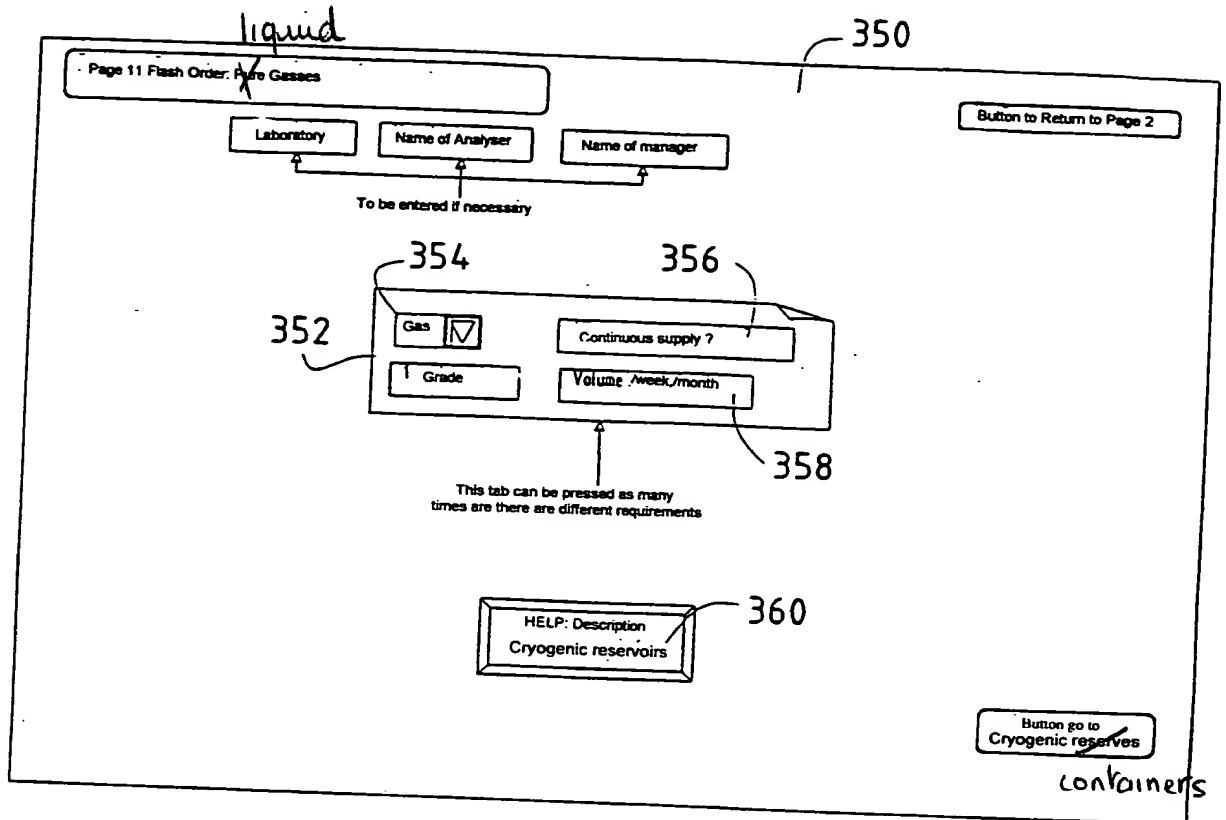 liquid
350
Page 11 Flash Order: Pure Gasses
Button to Return to Page 2
Laboratory
Name of Analyser
Name of manager
To be entered if necessary
354
356
352
Gas
Continuous supply ?
Grade
Volume /week/month
358
This tab can be pressed as many
times are there are different requirements
360
HELP: Description
Cryogenic reservoirs
Button go to
Cryogenic reserves
containers